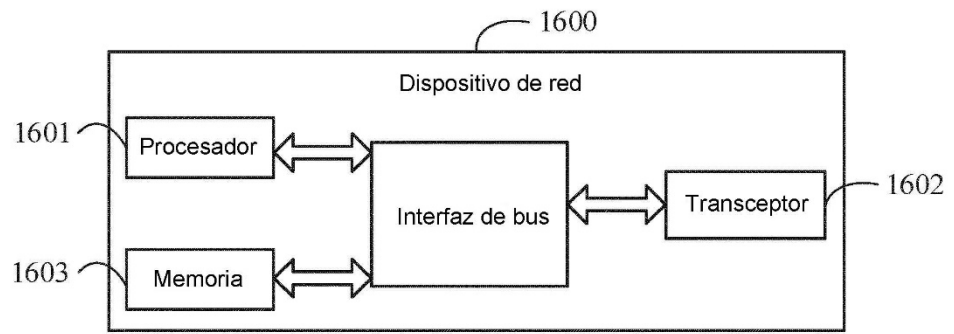 1600
Dispositivo de red
1601
Procesador
Interfaz de bus
Transceptor
1602
1603
Memoria